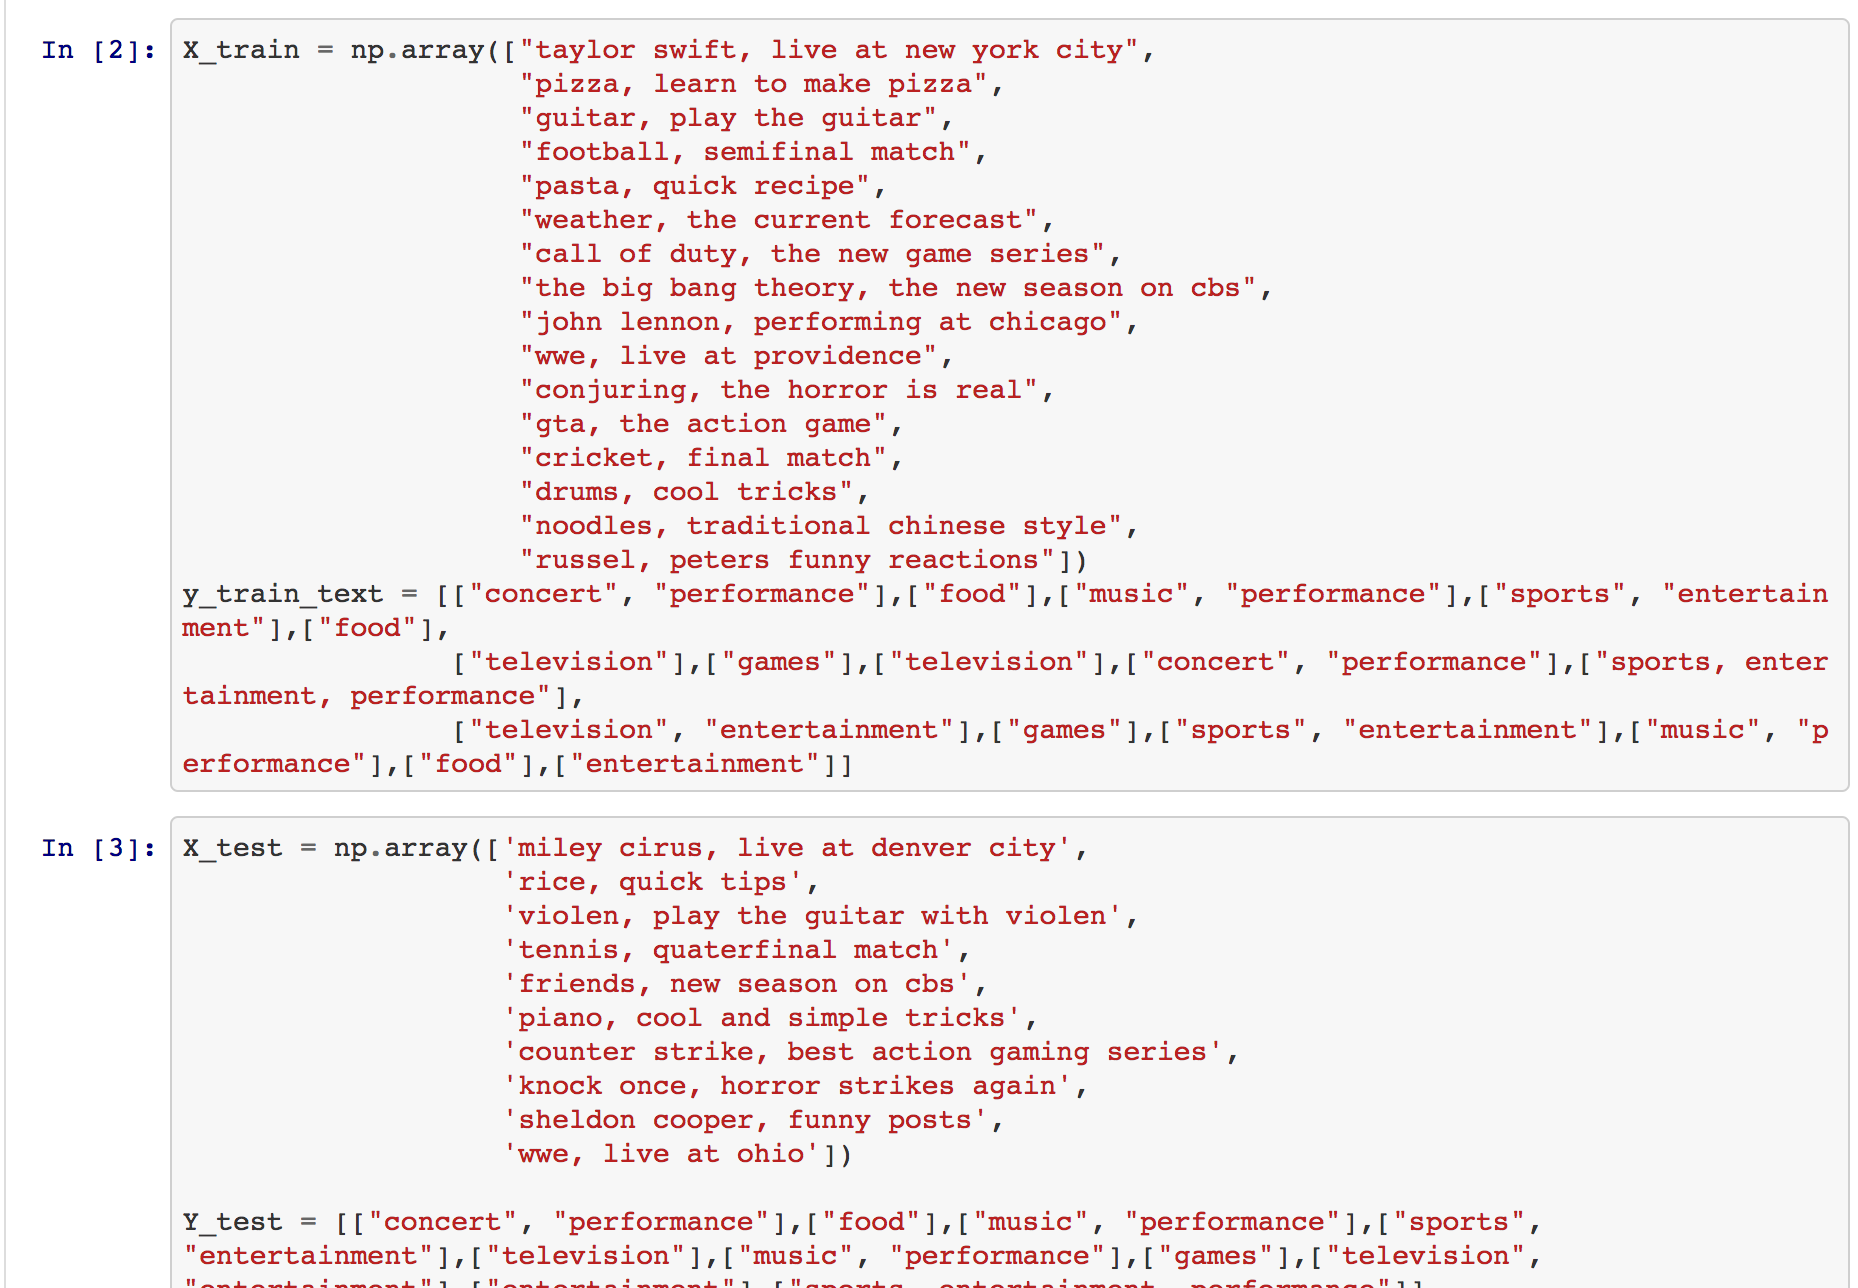 In [2]: X_train = np.array(["taylor swift, live at new york city",
"pizza, learn to make pizza",
"guitar, play the guitar",
"football, semifinal match",
"pasta, quick recipe",
"weather, the current forecast",
"call of duty, the new game series",
"the big bang theory, the new season on cbs",
"john lennon, performing at chicago",
"wwe, live at providence",
"conjuring, the horror is real",
"gta, the action game",
"cricket, final match",
"drums, cool tricks",
"noodles, traditional chinese style",
"russel, peters funny reactions"])
y_train_text = [["concert", "performance"],["food"],["music", "performance"],["sports", "entertain
ment"],["food"],
["television"],["games"],["television"],["concert", "performance"],["sports, enter
tainment, performance"],
["television", "entertainment"],["games"],["sports", "entertainment"],["music", "p
erformance"],["food"],["entertainment"]]
In [3]: X_test = np.array(['miley cirus, live at denver city',
'rice, quick tips',
'violen, play the guitar with violen',
'tennis, quaterfinal match',
'friends, new season on cbs',
'piano, cool and simple tricks',
'counter strike, best action gaming series',
'knock once, horror strikes again',
'sheldon cooper, funny posts',
'wwe, live at ohio'])
Y_test = [["concert", "performance"],["food"],["music", "performance"],["sports",
"entertainment"],["television"],["music", "performance"],["games"],["television",
"entertainment"],["entertainment"],["sports, entertainment, performance"]]